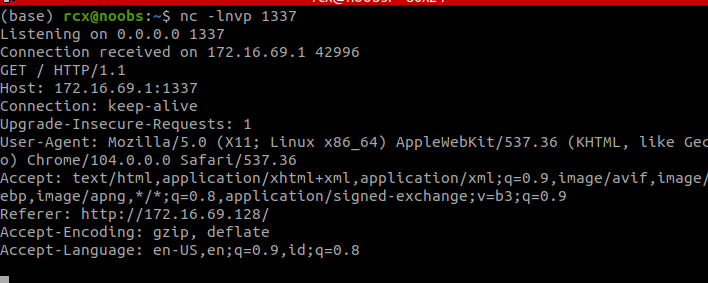 (base) rcx@noobs:~$ nc -lnvp 1337
Listening on 0.0.0.0 1337
Connection received on 172.16.69.1 42996
GET / HTTP/1.1
Host: 172.16.69.1:1337
Connection: keep-alive
Upgrade-Insecure-Requests: 1
User-Agent: Mozilla/5.0 (X11; Linux x86_64) AppleWebKit/537.36 (KHTML, like Gec
o) Chrome/104.0.0.0 Safari/537.36
Accept: text/html,application/xhtml+xml,application/xml;q=0.9,image/avif,image/
ebp,image/apng,*/*;q=0.8,application/signed-exchange;v=b3;q=0.9
Referer: http://172.16.69.128/
Accept-Encoding: gzip, deflate
Accept-Language: en-US,en;q=0.9,id;q=0.8